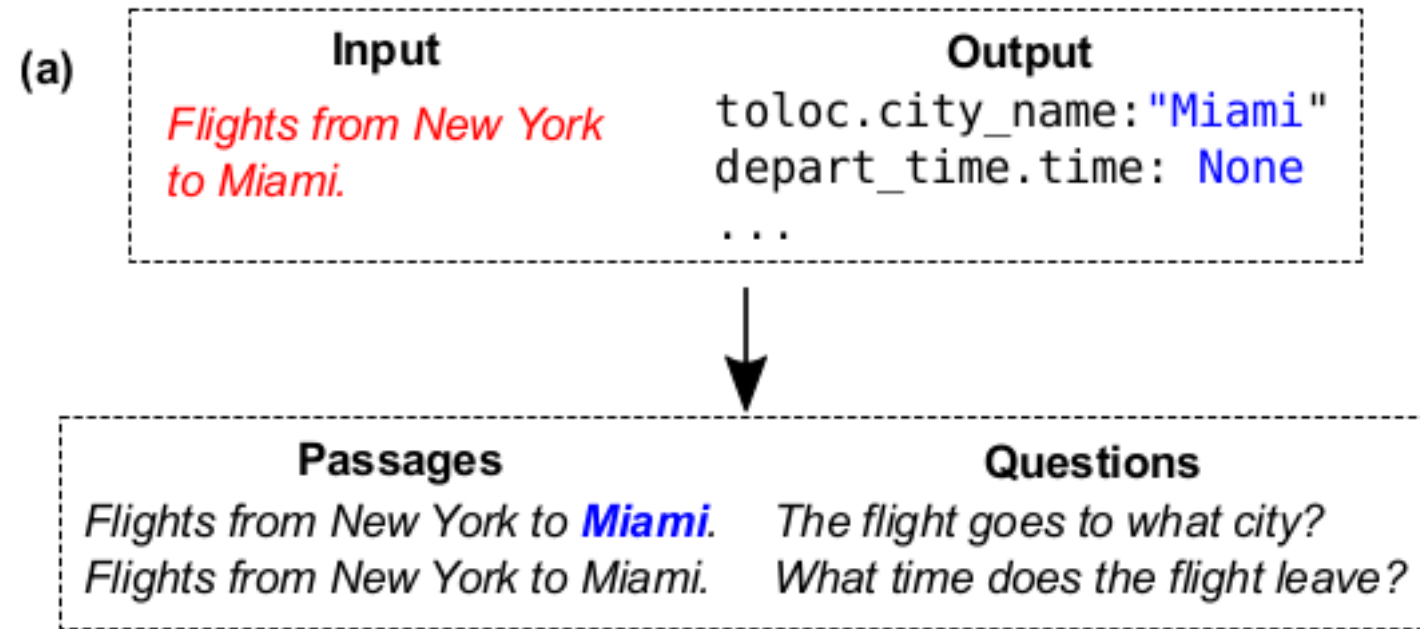 (a)
Input
Output
Flights from New York
to Miami.
toloc.city_name:"Miami"
depart_time.time: None
...
Passages
Questions
Flights from New York to Miami.
The flight goes to what city?
Flights from New York to Miami.
What time does the flight leave?